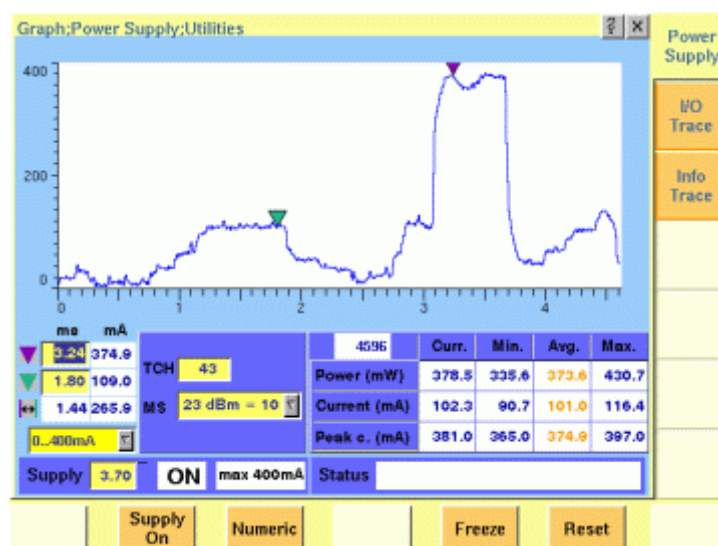 Graph;Power Supply;Utilities
? ×
Power
Supply
I/O
Trace
Info
Trace
400
200
0
0 1 2 3 4
ms mA
3.24 374.9
1.80 109.0
1.44 265.9
0..400mA
TCH 43
MS 23 dBm = 10
4596 Curr. Min. Avg. Max.
Power (mW) 378.5 335.6 373.6 430.7
Current (mA) 102.3 90.7 101.0 116.4
Peak c. (mA) 381.0 365.0 374.9 397.0
Supply 3.70 ON max 400mA Status
Supply
On
Numeric
Freeze
Reset